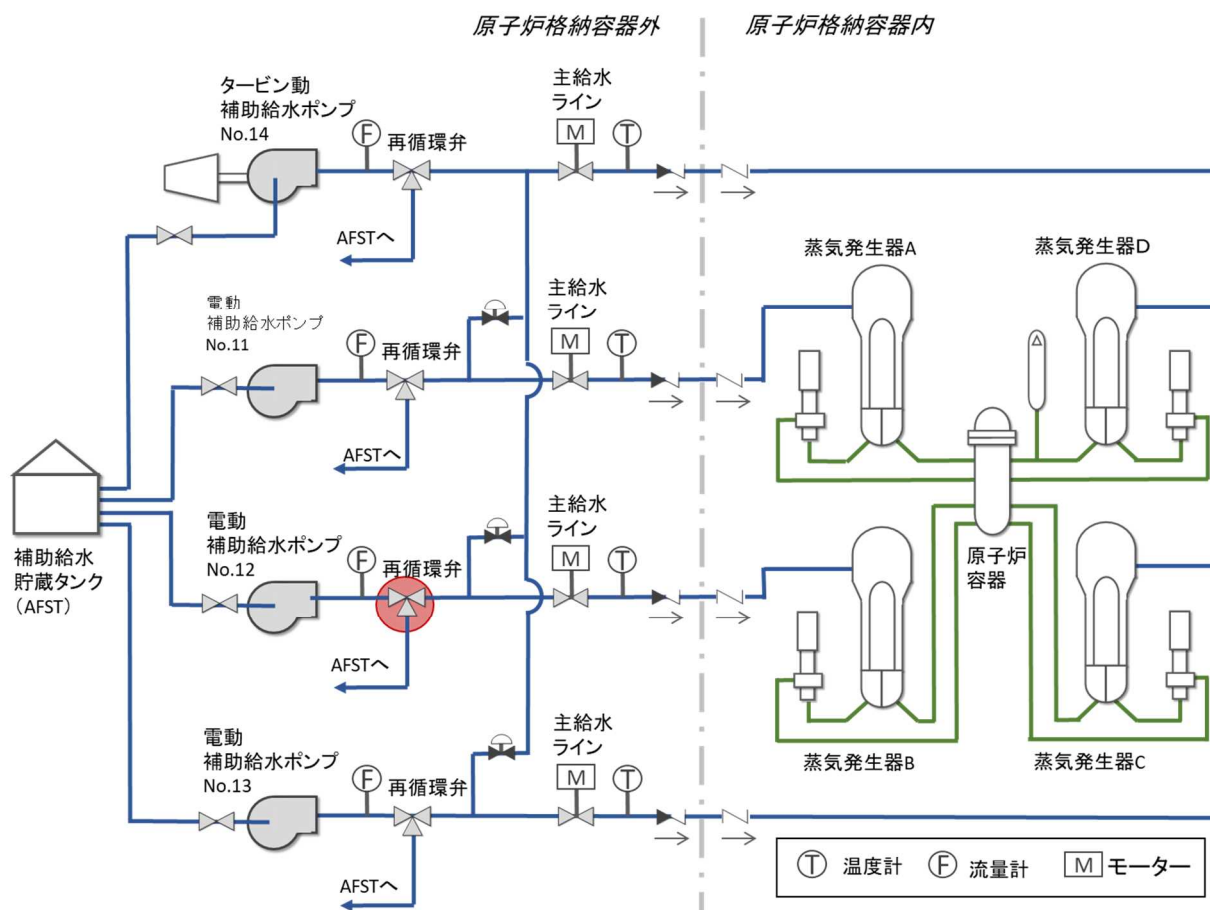 原子炉格納容器外
原子炉格納容器内
タービン動
補助給水ポンプ
No.14
F
再循環弁
主給水
ライン
M
T
AFSTへ
電動
補助給水ポンプ
No.11
F
再循環弁
主給水
ライン
M
T
AFSTへ
蒸気発生器A
蒸気発生器D
補助給水
貯蔵タンク
（AFST）
電動
補助給水ポンプ
No.12
F
再循環弁
主給水
ライン
M
T
AFSTへ
原子炉
容器
電動
補助給水ポンプ
No.13
F
再循環弁
主給水
ライン
M
T
AFSTへ
蒸気発生器B
蒸気発生器C
T 温度計 F 流量計 M モーター